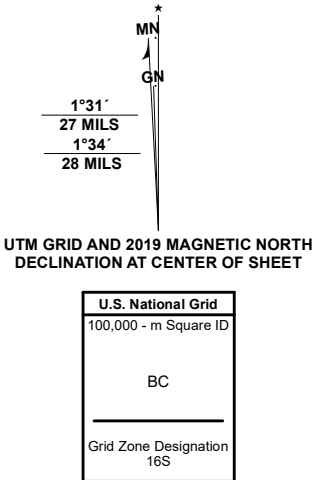 MN
GN
1°31´
27 MILS
1°34´
28 MILS
UTM GRID AND 2019 MAGNETIC NORTH
DECLINATION AT CENTER OF SHEET
U.S. National Grid
100,000 - m Square ID
BC
Grid Zone Designation
16S